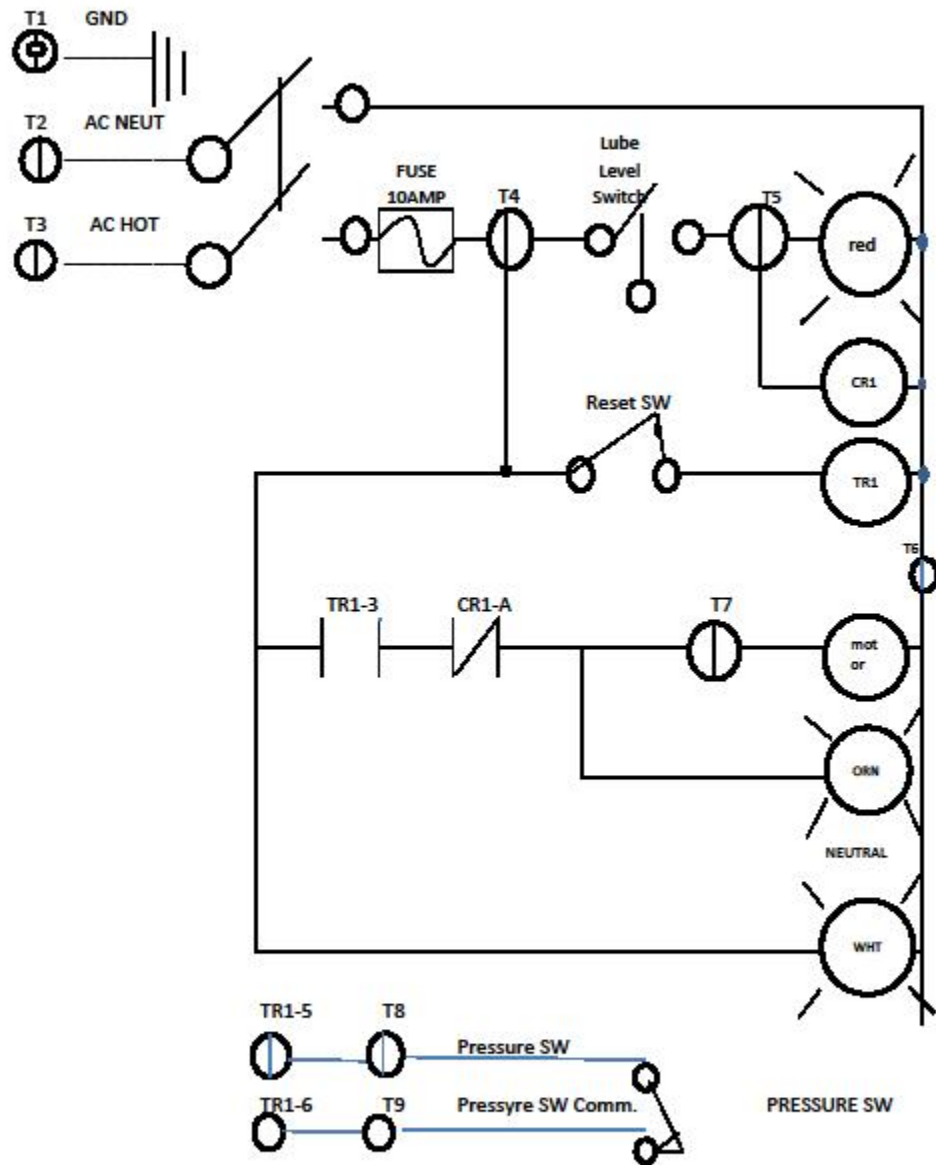 T1 GND
T2 AC NEUT
T3 AC HOT
FUSE
10AMP
T4
Lube
Level
Switch
T5
red
CR1
Reset SW
TR1
T6
TR1-3 CR1-A T7
mot
or
ORN
NEUTRAL
WHT
TR1-5 T8 Pressure SW
TR1-6 T9 Pressyre SW Comm. PRESSURE SW